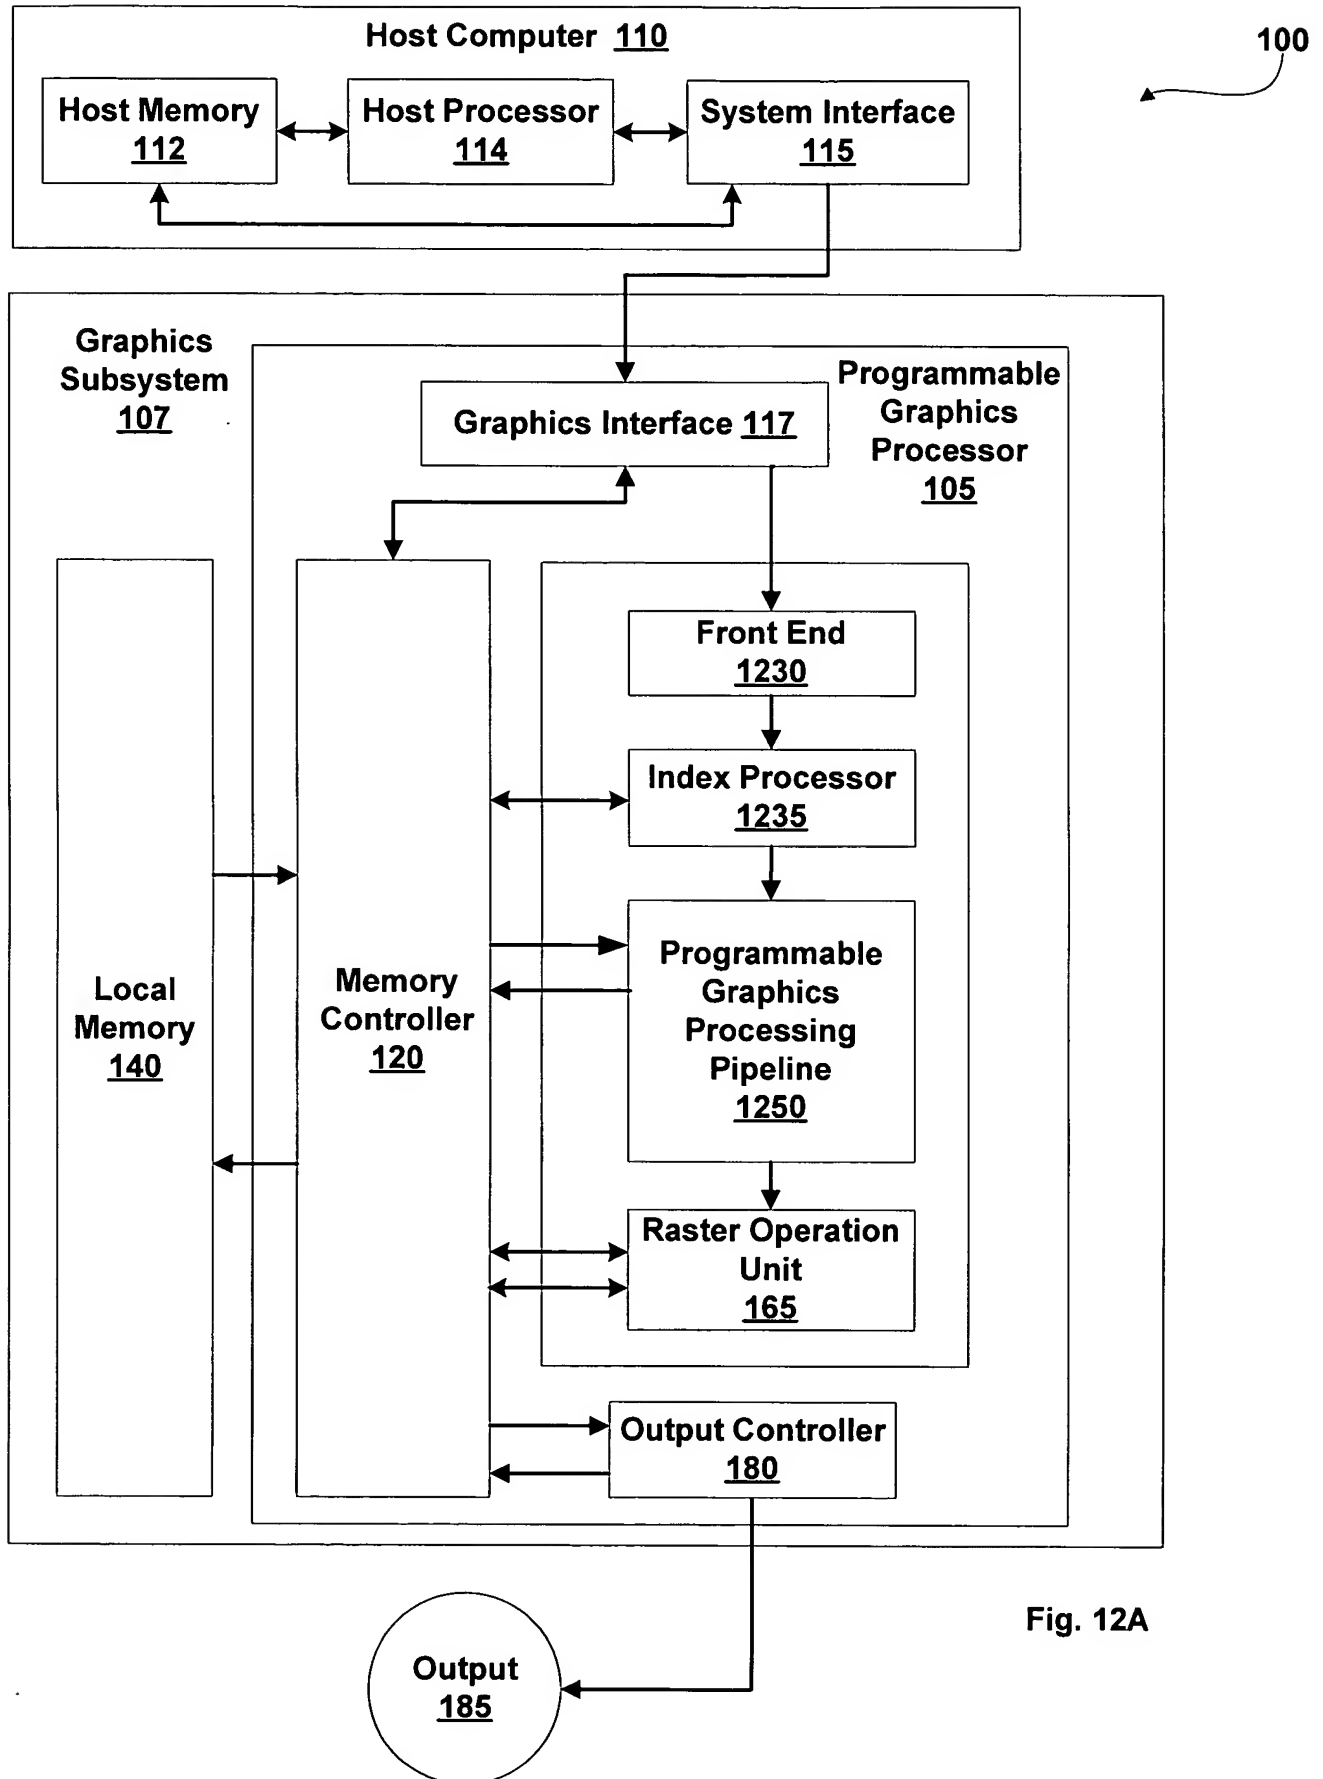 Host Computer 110
100
Host Memory
112
Host Processor
114
System Interface
115
Graphics
Subsystem
107
Programmable
Graphics
Processor
105
Graphics Interface 117
Front End
1230
Index Processor
1235
Programmable
Graphics
Processing
Pipeline
1250
Local
Memory
140
Memory
Controller
120
Raster Operation
Unit
165
Output Controller
180
Output
185
Fig. 12A